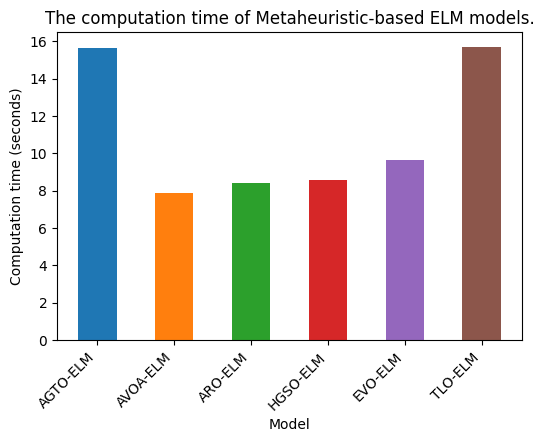 The computation time of Metaheuristic-based ELM models.
Computation time (seconds)
16
14
12
10
8
6
4
2
0
AGTO-ELM
AVOA-ELM
ARO-ELM
HGSO-ELM
EVO-ELM
TLO-ELM
Model